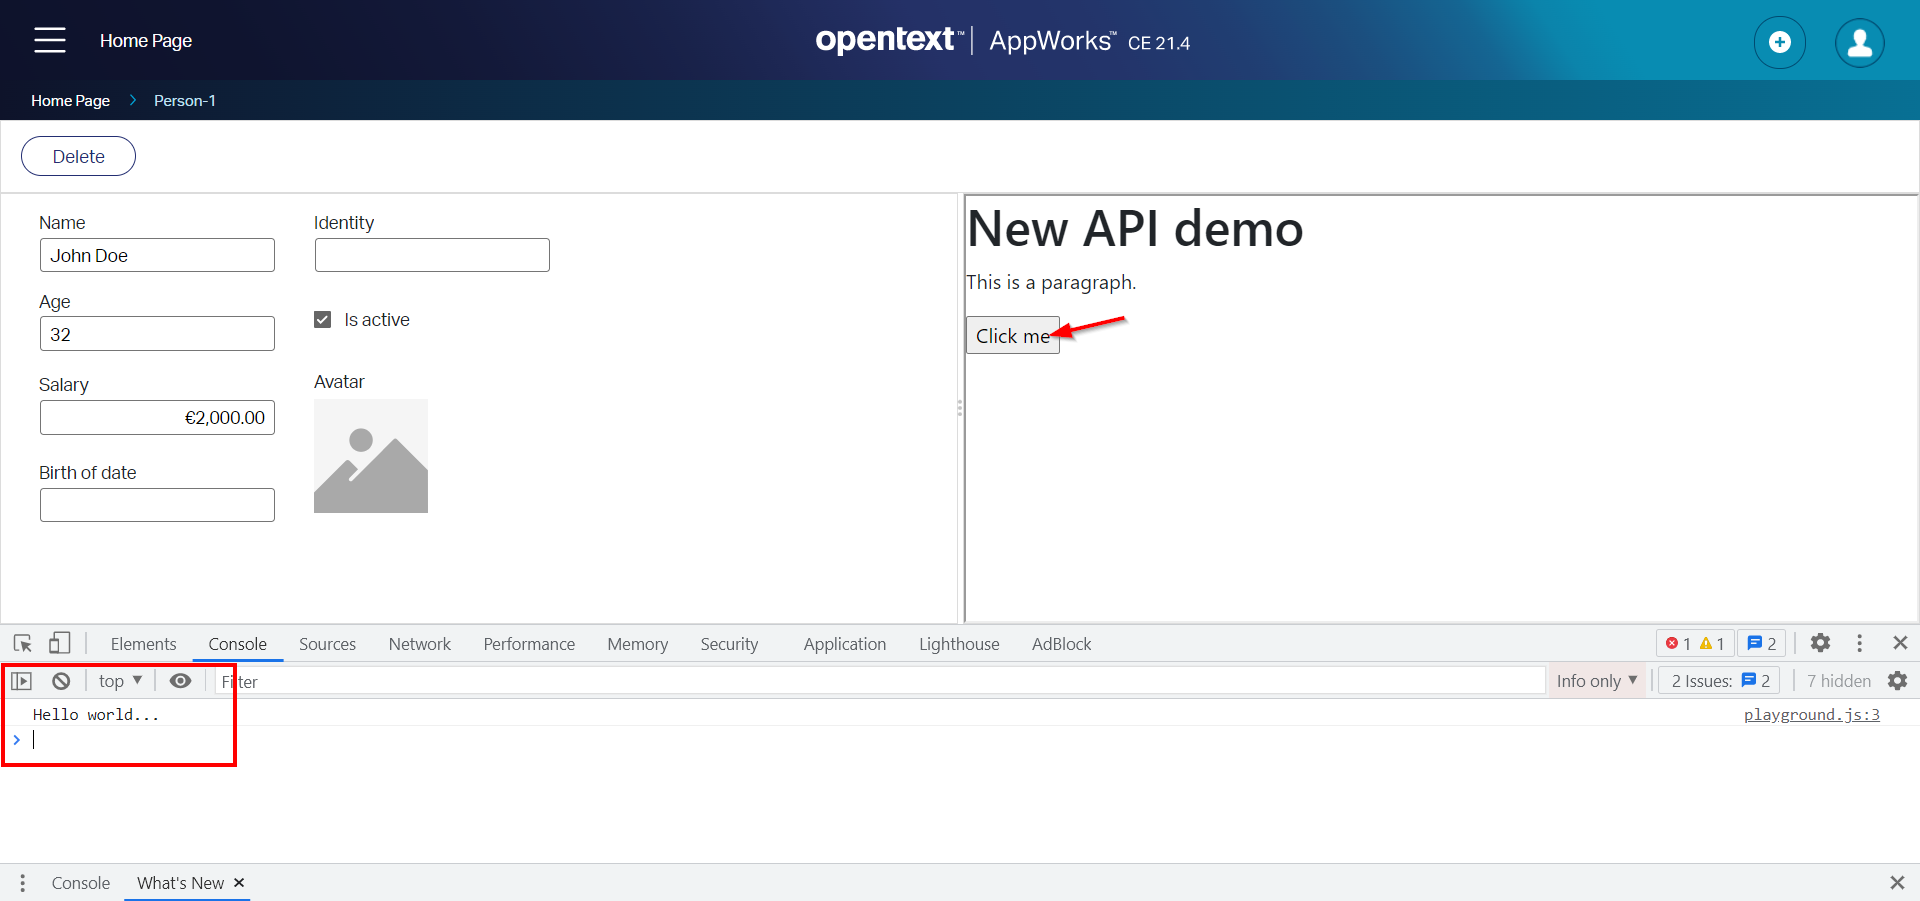 Home Page
opentext™ | AppWorks™ CE 21.4
Home Page > Person-1
Delete
Name
John Doe
Identity
Age
32
Is active
Salary
€2,000.00
Avatar
Birth of date
New API demo
This is a paragraph.
Click me
Elements Console Sources Network Performance Memory Security Application Lighthouse AdBlock 1 1 2
top Filter Info only 2 Issues: 2 7 hidden
Hello world... playground.js:3
>
Console What's New